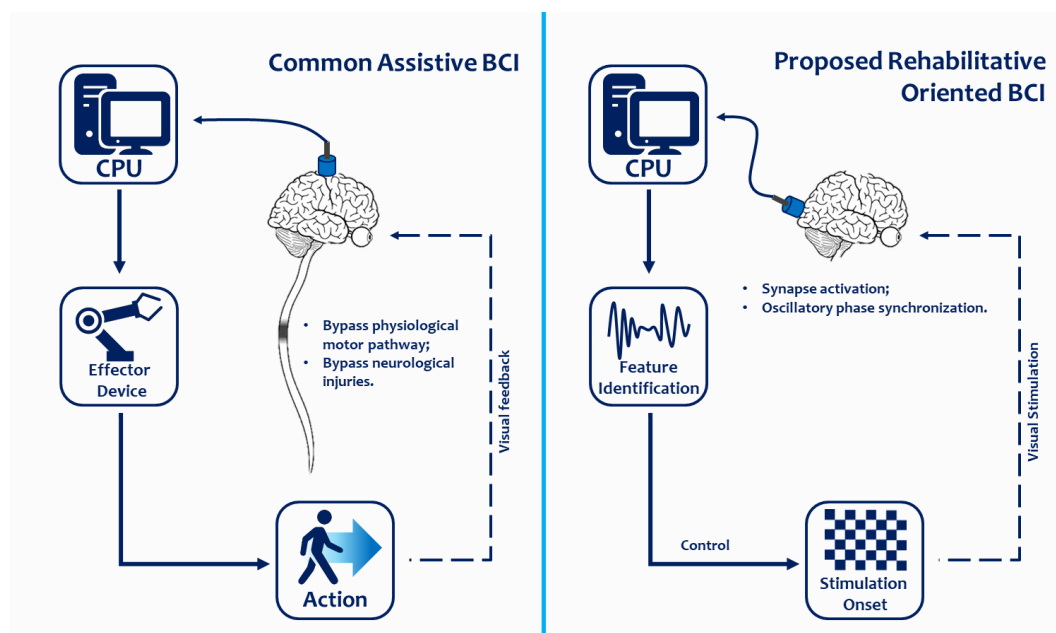 Common Assistive BCI
CPU
Effector
Device
• Bypass physiological
motor pathway;
• Bypass neurological
injuries.
Visual feedback
Action
Proposed Rehabilitative
Oriented BCI
CPU
• Synapse activation;
• Oscillatory phase synchronization.
Feature
Identification
Visual Stimulation
Control
Stimulation
Onset